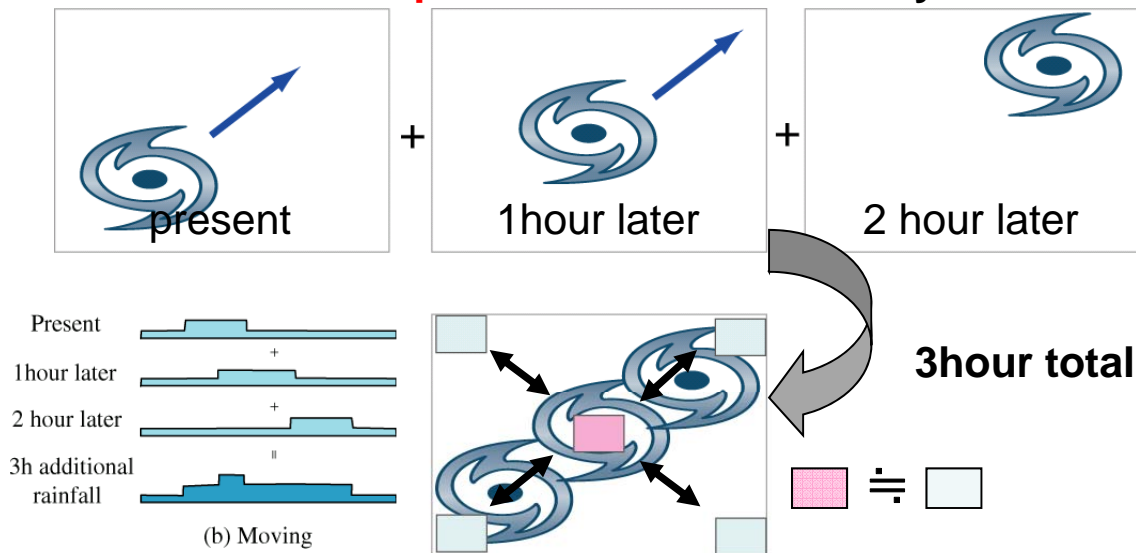 +
+
present
1hour later
2 hour later
Present
+
1hour later
+
2 hour later
=
3h additional
rainfall
(b) Moving
3hour total
≒